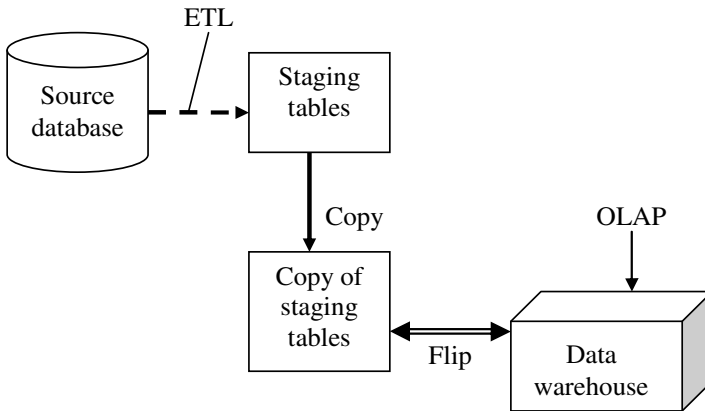 ETL
Source
database
Staging
tables
Copy
OLAP
Copy of
staging
tables
Flip
Data
warehouse